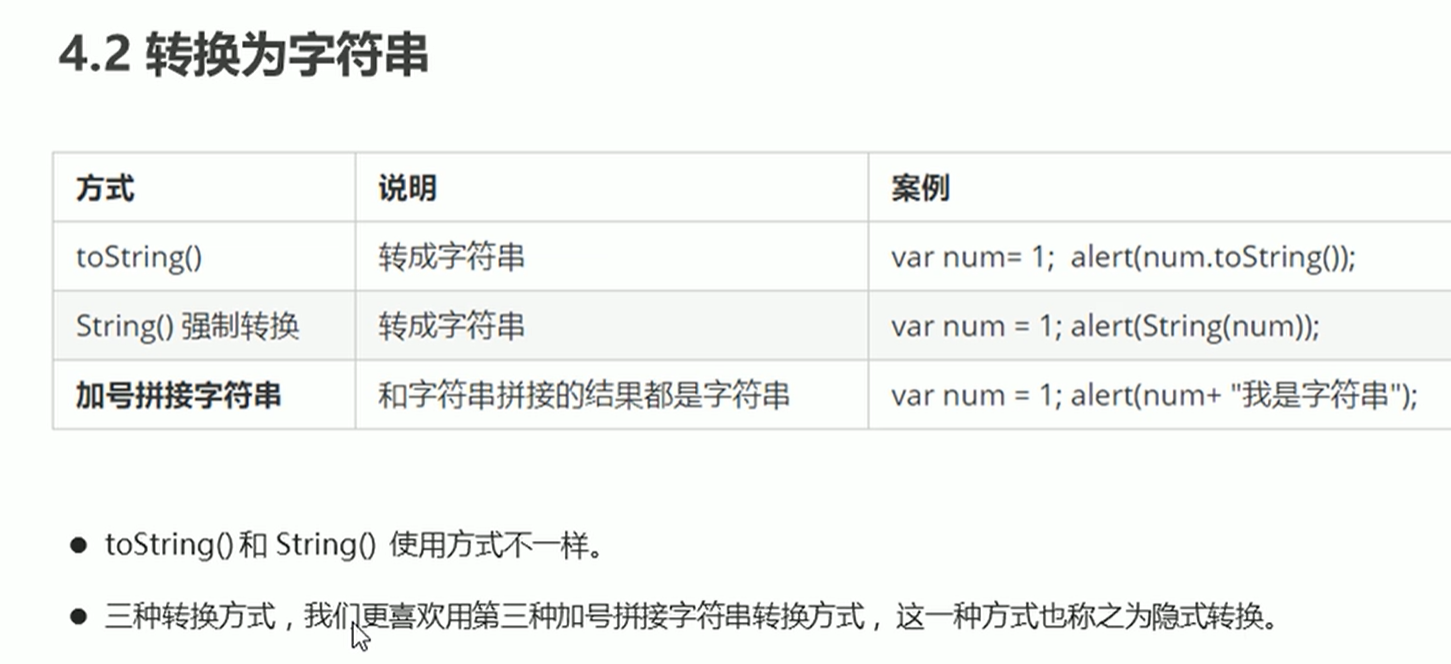 4.2 转换为字符串
方式 说明 案例
toString() 转成字符串 var num= 1;  alert(num.toString());
String() 强制转换 转成字符串 var num = 1; alert(String(num));
加号拼接字符串 和字符串拼接的结果都是字符串 var num = 1; alert(num+ "我是字符串");
● toString()和 String()  使用方式不一样。
● 三种转换方式，我们更喜欢用第三种加号拼接字符串转换方式， 这一种方式也称之为隐式转换。